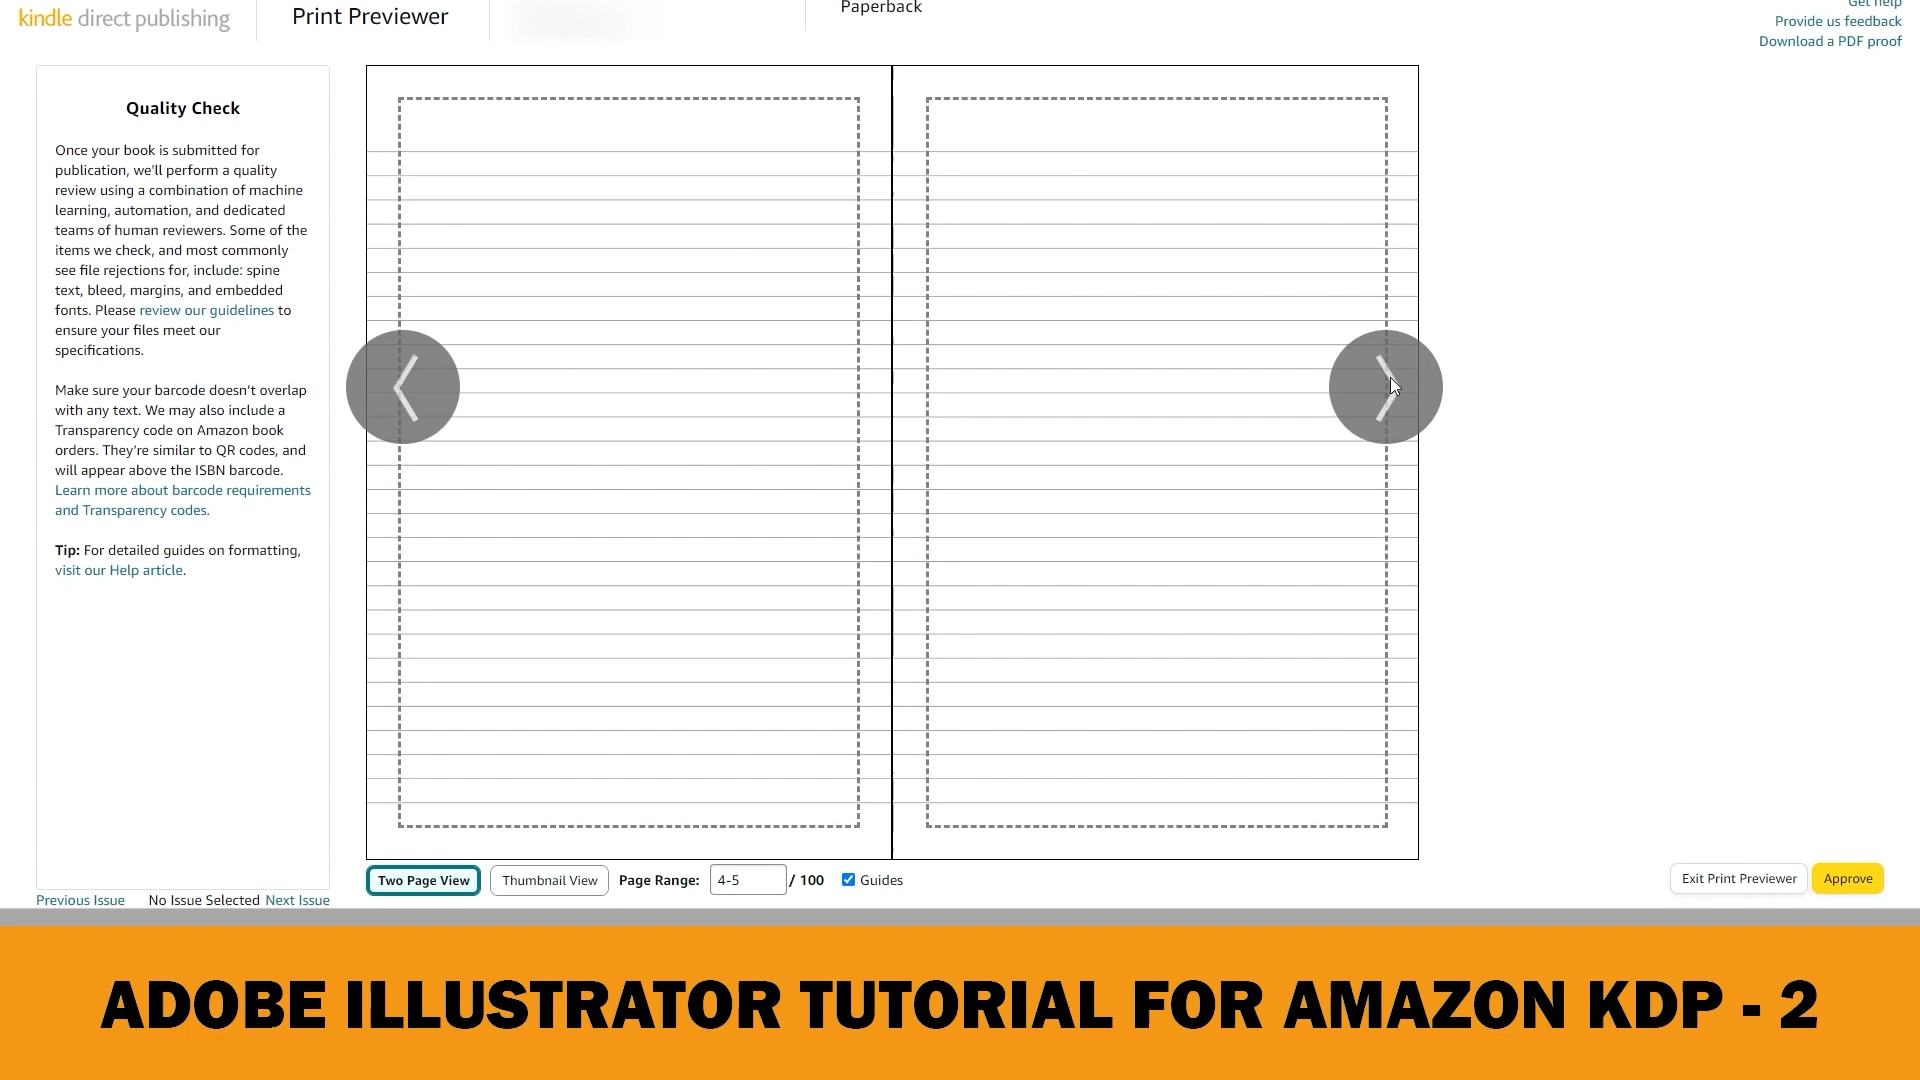 kindle direct publishing
Print Previewer
Paperback
Get help
Provide us feedback
Download a PDF proof
Quality Check
Once your book is submitted for
publication, we'll perform a quality
review using a combination of machine
learning, automation, and dedicated
teams of human reviewers. Some of the
items we check, and most commonly
see file rejections for, include: spine
text, bleed, margins, and embedded
fonts. Please review our guidelines to
ensure your files meet our
specifications.
Make sure your barcode doesn't overlap
with any text. We may also include a
Transparency code on Amazon book
orders. They're similar to QR codes, and
will appear above the ISBN barcode.
Learn more about barcode requirements
and Transparency codes.
Tip: For detailed guides on formatting,
visit our Help article.
Previous Issue No Issue Selected Next Issue
Two Page View Thumbnail View Page Range: 4-5 / 100 Guides
Exit Print Previewer Approve
ADOBE ILLUSTRATOR TUTORIAL FOR AMAZON KDP - 2